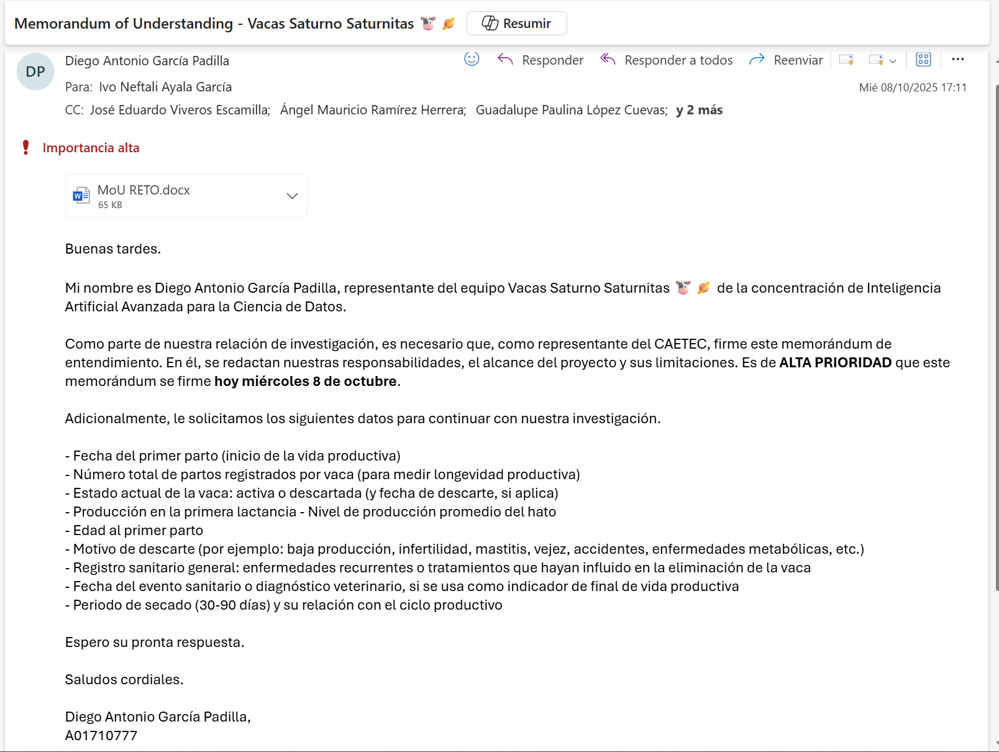 Memorandum of Understanding - Vacas Saturno Saturnitas 🐮 🪐 Resumir
DP
Diego Antonio García Padilla
Responder Responder a todos Reenviar
Para: Ivo Neftali Ayala García
Mié 08/10/2025 17:11
CC: José Eduardo Viveros Escamilla; Ángel Mauricio Ramírez Herrera; Guadalupe Paulina López Cuevas; y 2 más
Importancia alta
MoU RETO.docx
65 KB
Buenas tardes.
Mi nombre es Diego Antonio García Padilla, representante del equipo Vacas Saturno Saturnitas 🐮 🪐 de la concentración de Inteligencia
Artificial Avanzada para la Ciencia de Datos.
Como parte de nuestra relación de investigación, es necesario que, como representante del CAETEC, firme este memorándum de
entendimiento. En él, se redactan nuestras responsabilidades, el alcance del proyecto y sus limitaciones. Es de ALTA PRIORIDAD que este
memorándum se firme hoy miércoles 8 de octubre.
Adicionalmente, le solicitamos los siguientes datos para continuar con nuestra investigación.
- Fecha del primer parto (inicio de la vida productiva)
- Número total de partos registrados por vaca (para medir longevidad productiva)
- Estado actual de la vaca: activa o descartada (y fecha de descarte, si aplica)
- Producción en la primera lactancia - Nivel de producción promedio del hato
- Edad al primer parto
- Motivo de descarte (por ejemplo: baja producción, infertilidad, mastitis, vejez, accidentes, enfermedades metabólicas, etc.)
- Registro sanitario general: enfermedades recurrentes o tratamientos que hayan influido en la eliminación de la vaca
- Fecha del evento sanitario o diagnóstico veterinario, si se usa como indicador de final de vida productiva
- Periodo de secado (30-90 días) y su relación con el ciclo productivo
Espero su pronta respuesta.
Saludos cordiales.
Diego Antonio García Padilla,
A01710777